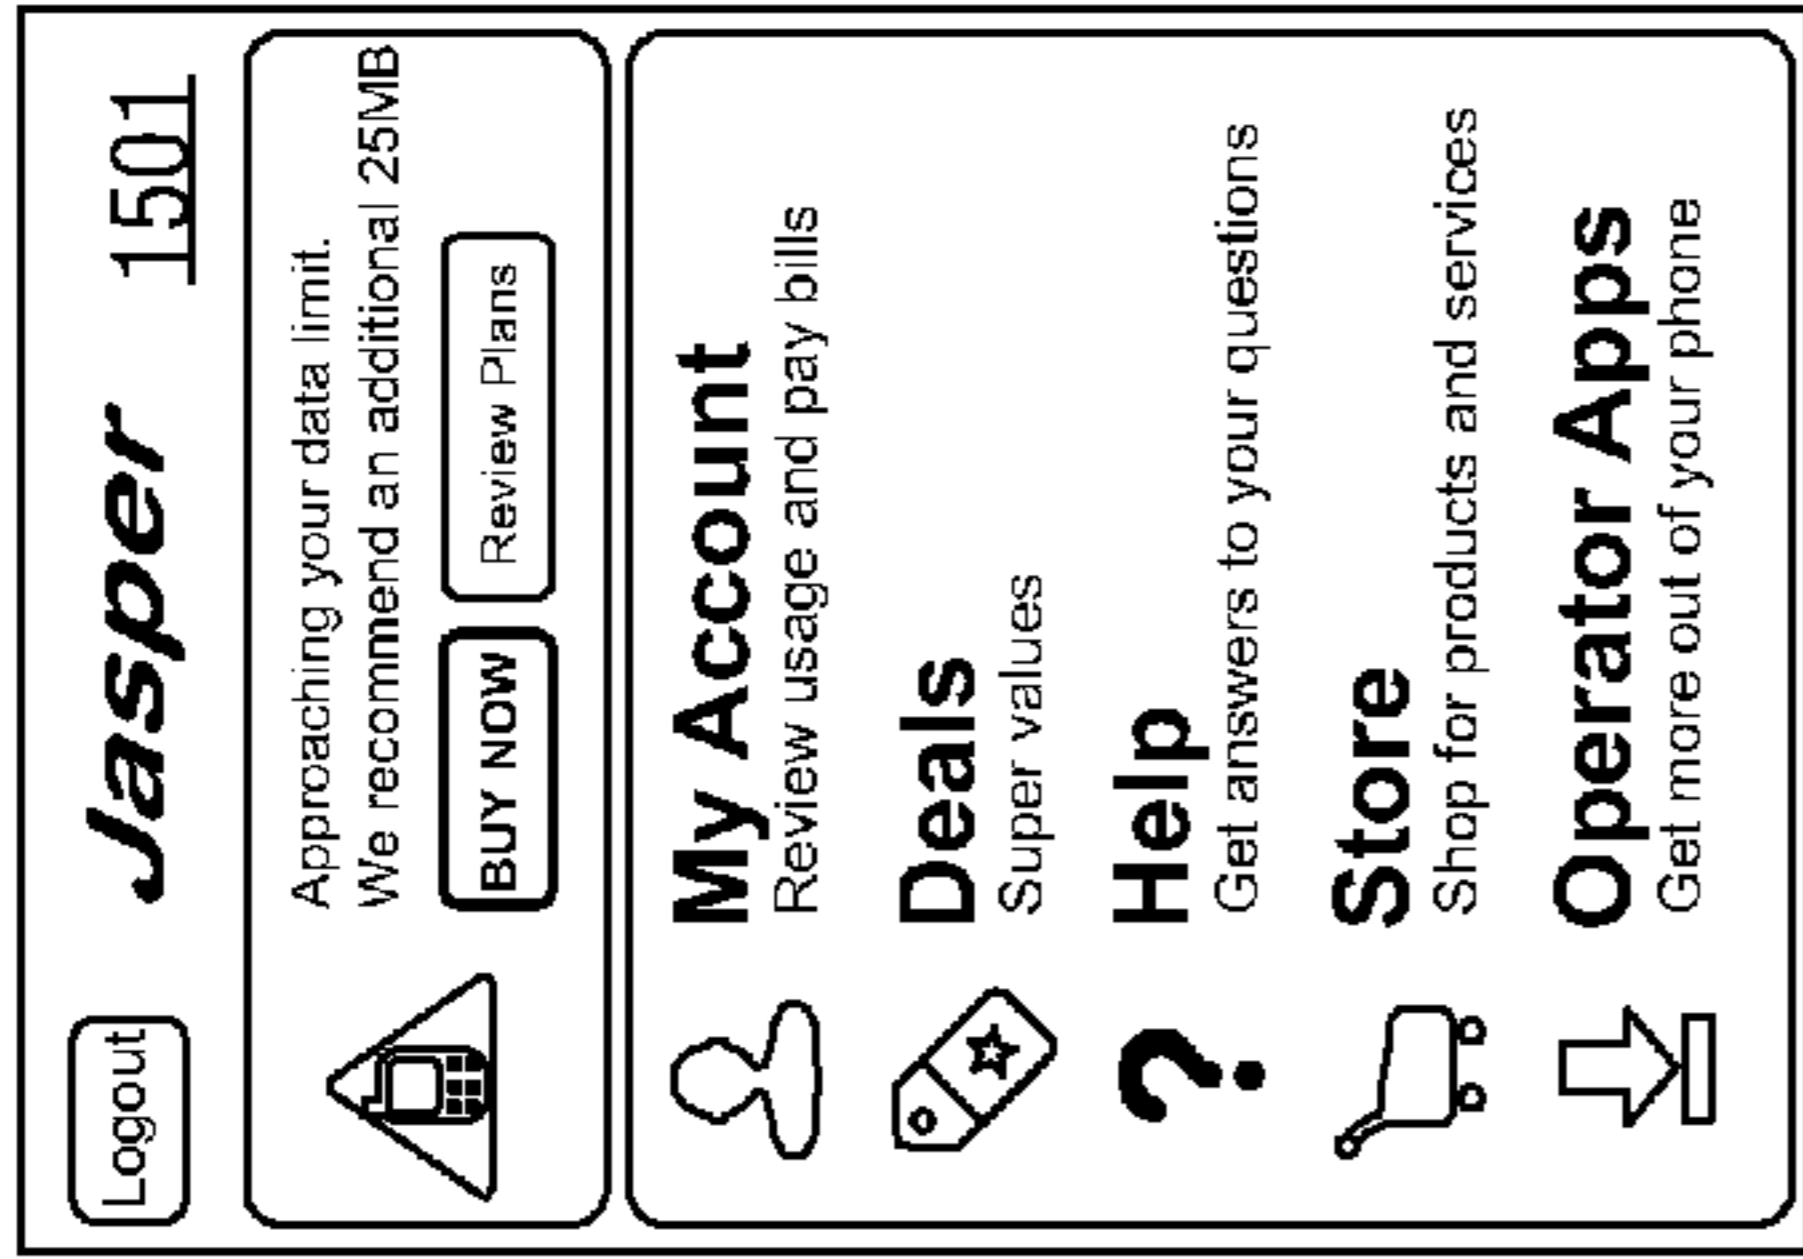 Logout
Jasper
1501
Approaching your data limit.
We recommend an additional 25MB
BUY NOW
Review Plans
My Account
Review usage and pay bills
Deals
Super values
Help
Get answers to your questions
Store
Shop for products and services
Operator Apps
Get more out of your phone